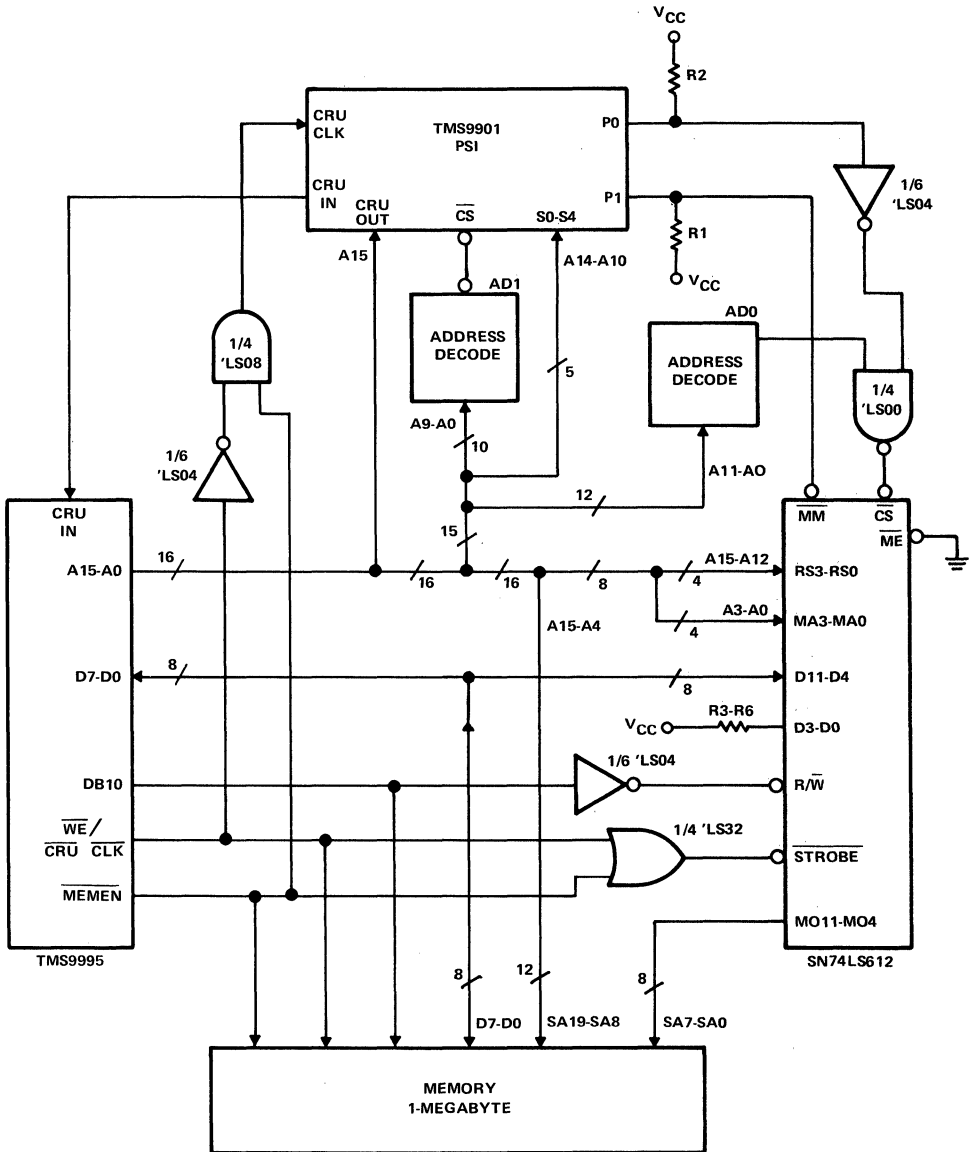 VCC
R2
CRU
CLK
TMS9901
PSI
P0
CRU
IN
CRU
OUT
CS
S0-S4
P1
1/6
'LS04
R1
VCC
A15
A14-A10
AD1
ADDRESS
DECODE
AD0
ADDRESS
DECODE
1/4
'LS08
5
1/4
'LS00
A9-A0
10
1/6
'LS04
A11-AO
12
CRU
IN
15
MM
CS
ME
A15-A0
16
16
16
8
A15-A12
4
RS3-RS0
A3-A0
4
MA3-MA0
A15-A4
D7-D0
8
8
D11-D4
VCC
R3-R6
D3-D0
1/6 'LS04
DB10
R/W
WE/
CRU CLK
1/4 'LS32
STROBE
MEMEN
MO11-MO4
TMS9995
SN74LS612
8
12
8
D7-D0
SA19-SA8
SA7-SA0
MEMORY
1-MEGABYTE